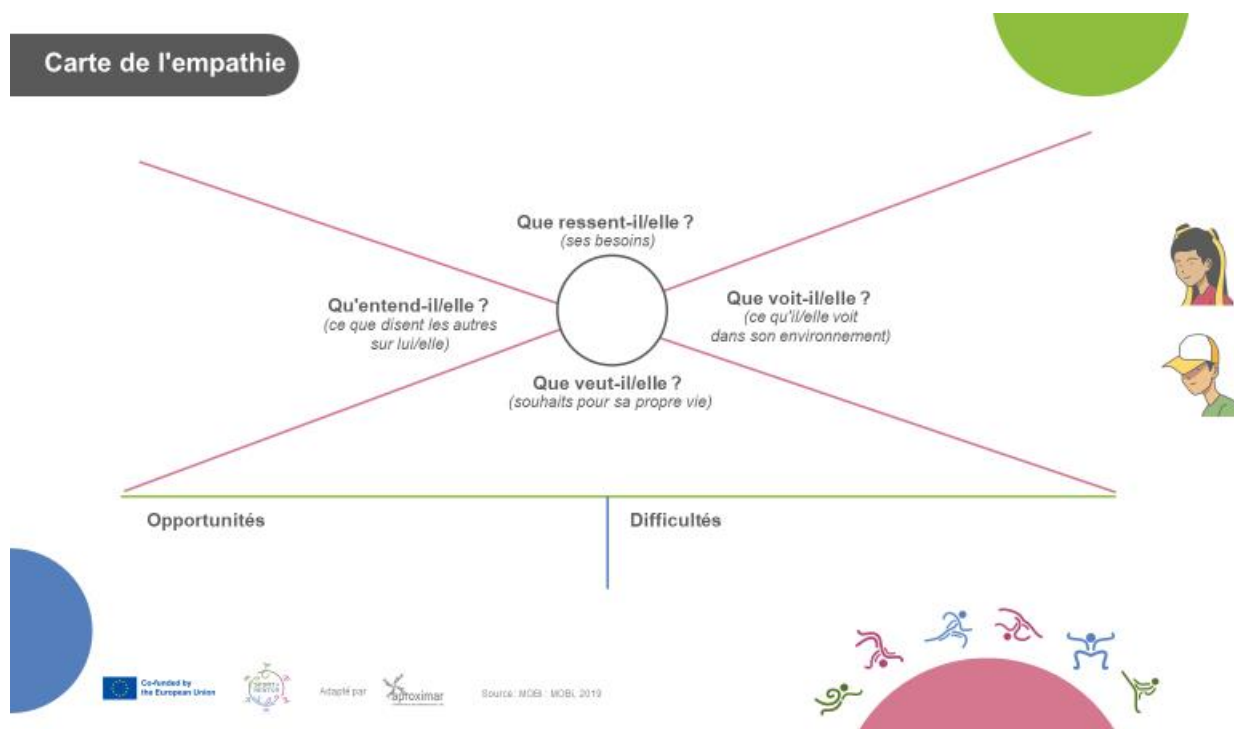 Carte de l'empathie
Que ressent-il/elle ?
(ses besoins)
Qu'entend-il/elle ?
(ce que disent les autres
sur lui/elle)
Que voit-il/elle ?
(ce qu'il/elle voit
dans son environnement)
Que veut-il/elle ?
(souhaits pour sa propre vie)
Opportunités
Difficultés
Co-funded by
the European Union
Adapté par
aproximar
Source: MOBI : MOBI, 2019